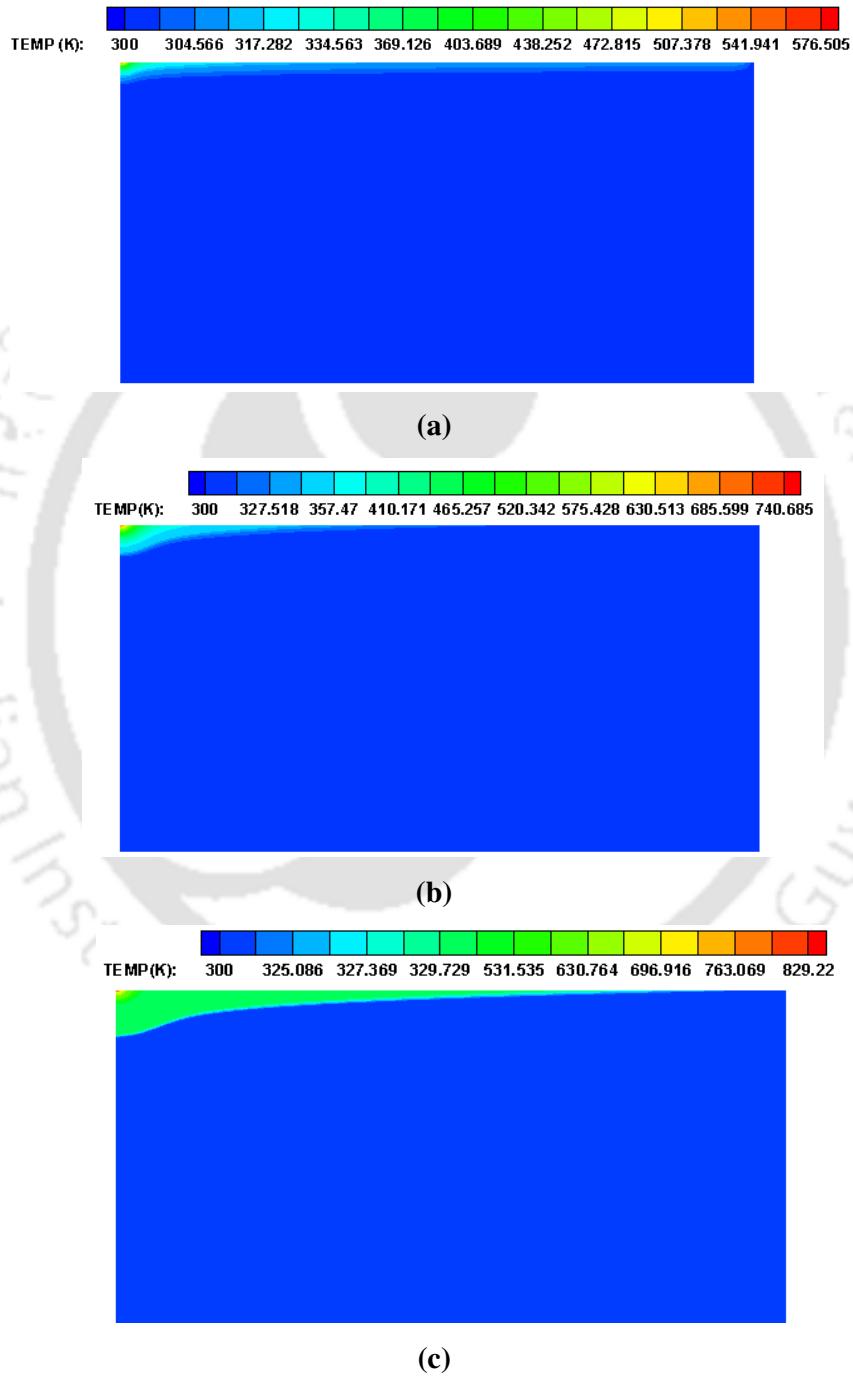 TEMP (K): 300 304.566 317.282 334.563 369.126 403.689 438.252 472.815 507.378 541.941 576.505
(a)
TEMP(K): 300 327.518 357.47 410.171 465.257 520.342 575.428 630.513 685.599 740.685
(b)
TEMP(K): 300 325.086 327.369 329.729 531.535 630.764 696.916 763.069 829.22
(c)